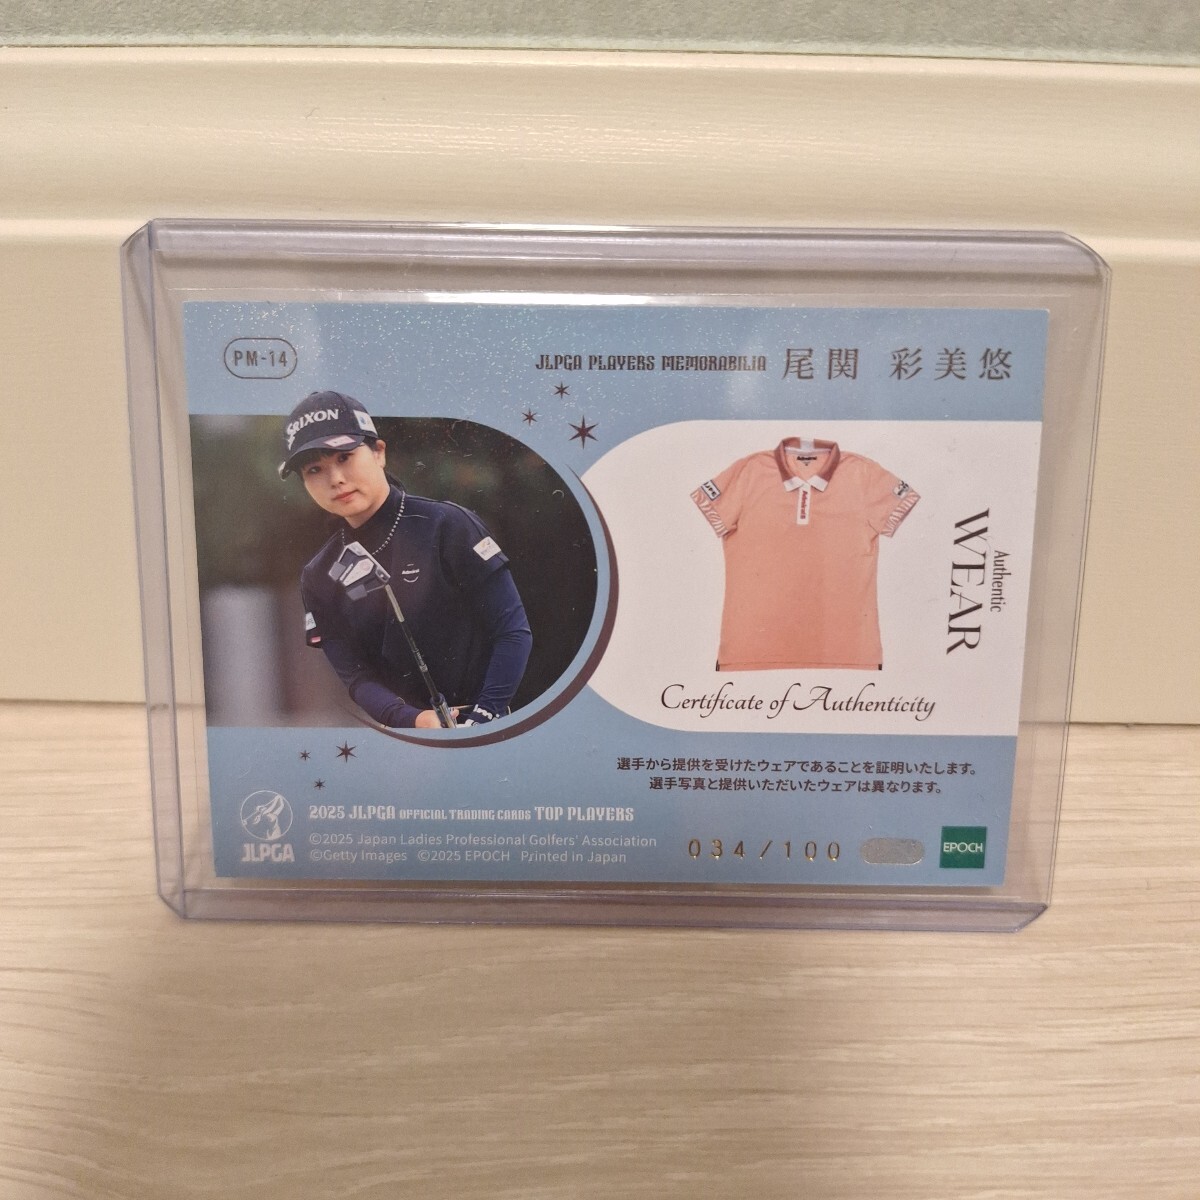 PM-14
JLPGA PLAYERS MEMORABILIA 尾関 彩美悠
SRIXON
Admiral
Authentic
WEAR
Certificate of Authenticity
選手から提供を受けたウェアであることを証明いたします。
選手写真と提供いただいたウェアは異なります。
2025 JLPGA OFFICIAL TRADING CARDS TOP PLAYERS
©2025 Japan Ladies Professional Golfers' Association
©Getty Images ©2025 EPOCH Printed in Japan
JLPGA
034/100
EPOCH